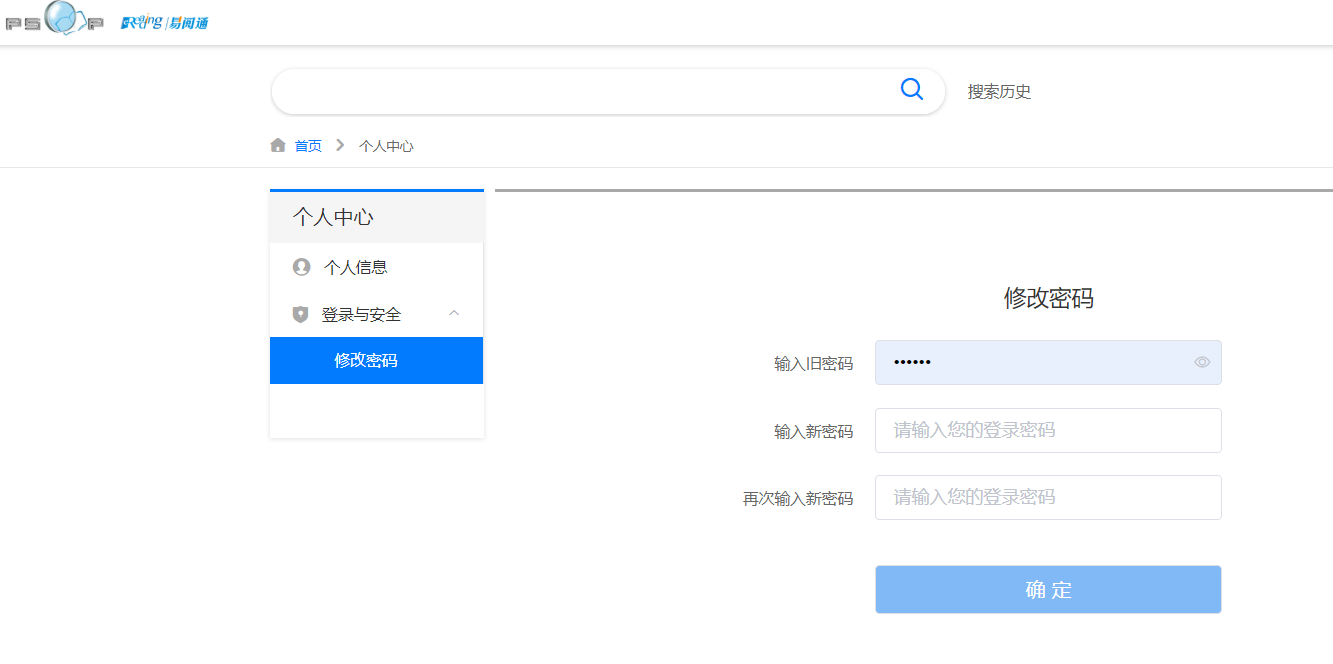 PSOP EReading|易阅通
搜索历史
首页 > 个人中心
个人中心
个人信息
登录与安全
修改密码
修改密码
输入旧密码 ••••••
输入新密码 请输入您的登录密码
再次输入新密码 请输入您的登录密码
确 定